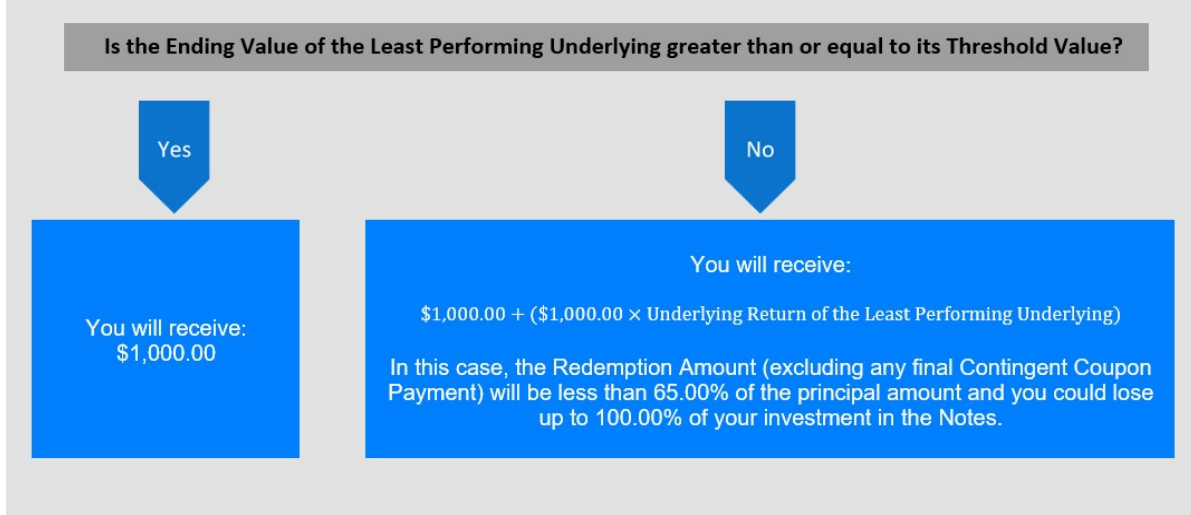 Is the Ending Value of the Least Performing Underlying greater than or equal to its Threshold Value?
Yes
No
You will receive:
$1,000.00
You will receive:
$1,000.00 + ($1,000.00 × Underlying Return of the Least Performing Underlying)
In this case, the Redemption Amount (excluding any final Contingent Coupon
Payment) will be less than 65.00% of the principal amount and you could lose
up to 100.00% of your investment in the Notes.